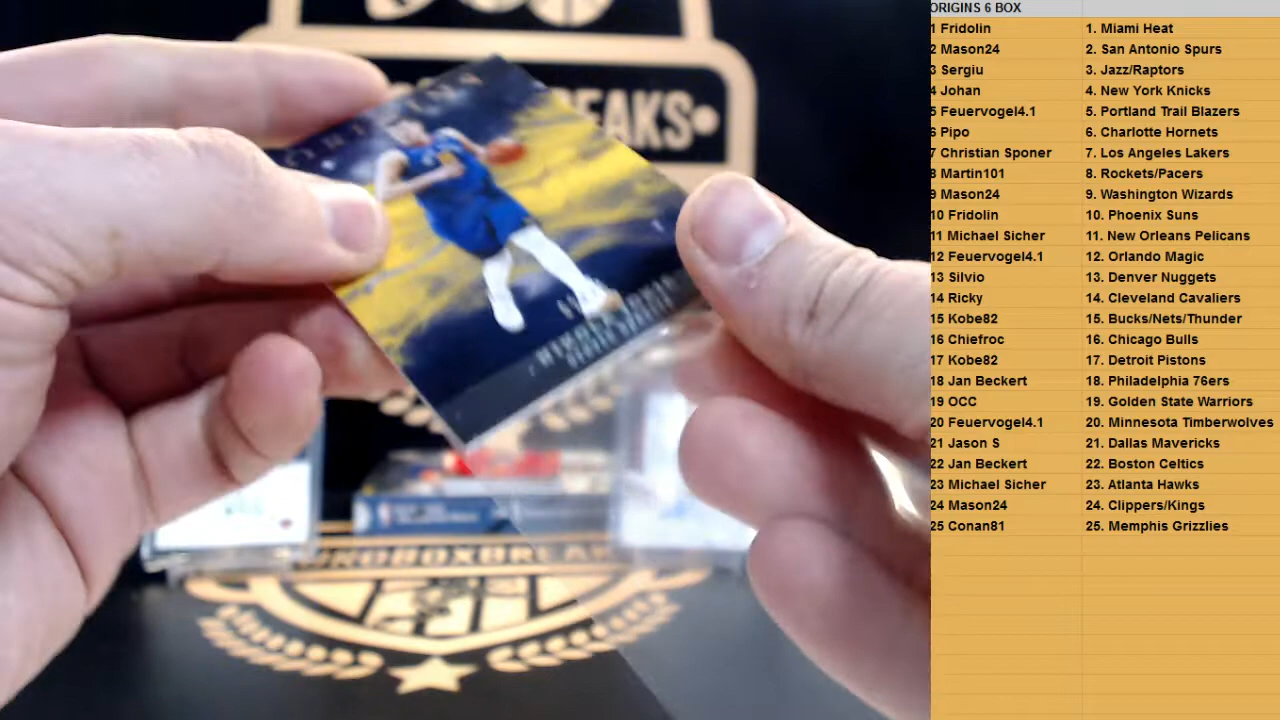 ORIGINS 6 BOX
1 Fridolin 1. Miami Heat
2 Mason24 2. San Antonio Spurs
3 Sergiu 3. Jazz/Raptors
4 Johan 4. New York Knicks
5 Feuervogel4.1 5. Portland Trail Blazers
6 Pipo 6. Charlotte Hornets
7 Christian Sponer 7. Los Angeles Lakers
8 Martin101 8. Rockets/Pacers
9 Mason24 9. Washington Wizards
10 Fridolin 10. Phoenix Suns
11 Michael Sicher 11. New Orleans Pelicans
12 Feuervogel4.1 12. Orlando Magic
13 Silvio 13. Denver Nuggets
14 Ricky 14. Cleveland Cavaliers
15 Kobe82 15. Bucks/Nets/Thunder
16 Chiefroc 16. Chicago Bulls
17 Kobe82 17. Detroit Pistons
18 Jan Beckert 18. Philadelphia 76ers
19 OCC 19. Golden State Warriors
20 Feuervogel4.1 20. Minnesota Timberwolves
21 Jason S 21. Dallas Mavericks
22 Jan Beckert 22. Boston Celtics
23 Michael Sicher 23. Atlanta Hawks
24 Mason24 24. Clippers/Kings
25 Conan81 25. Memphis Grizzlies
EAKS
ROBOXBREA